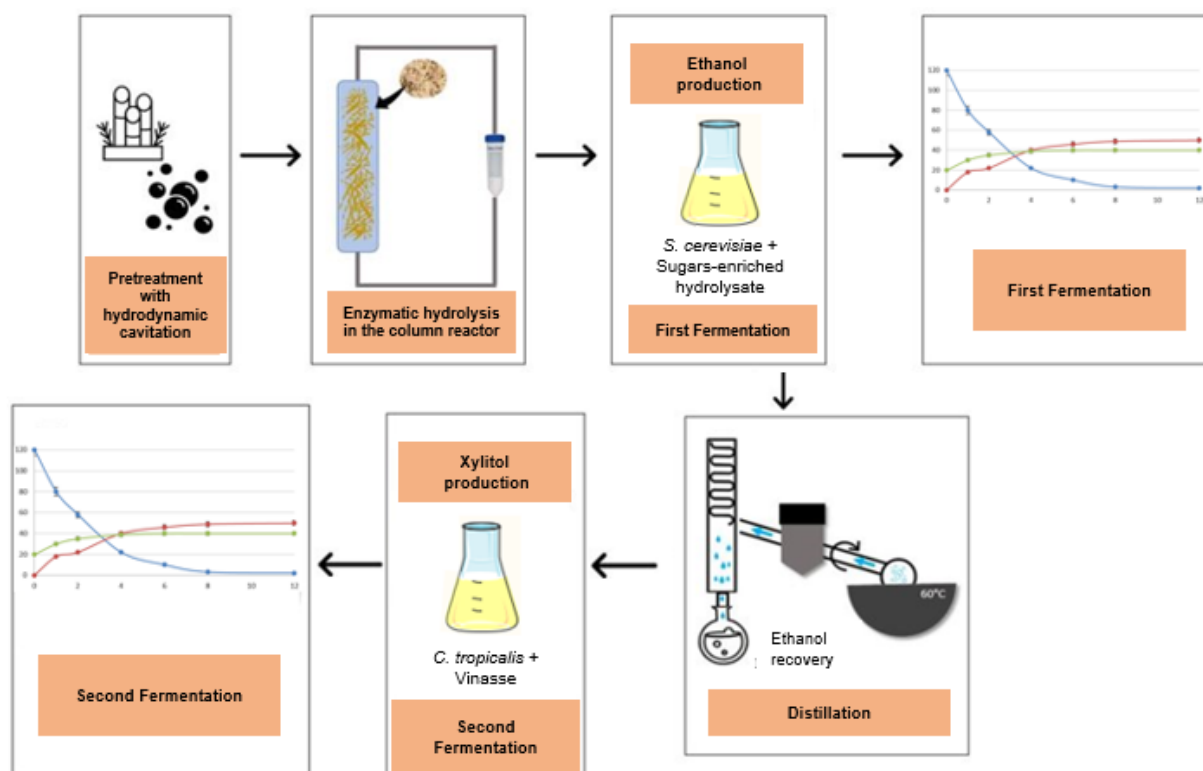 Pretreatment
with
hydrodynamic
cavitation
Enzymatic hydrolysis
in the column reactor
Ethanol
production
S. cerevisiae +
Sugars-enriched
hydrolysate
First Fermentation
120
100
80
60
40
20
0
0 2 4 6 8 10 12
First Fermentation
120
100
80
60
40
20
0
0 2 4 6 8 10 12
Second Fermentation
Xylitol
production
C. tropicalis +
Vinasse
Second
Fermentation
60°C
Ethanol
recovery
Distillation